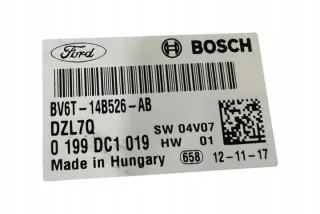 Ford BOSCH
BV6T-14B526-AB
DZL7Q SW 04V07
0 199 DC1 019 HW 01
Made in Hungary 658 12-11-17